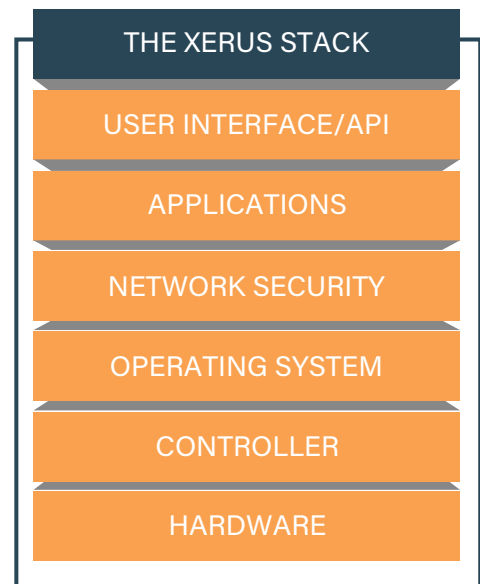 THE XERUS STACK
USER INTERFACE/API
APPLICATIONS
NETWORK SECURITY
OPERATING SYSTEM
CONTROLLER
HARDWARE